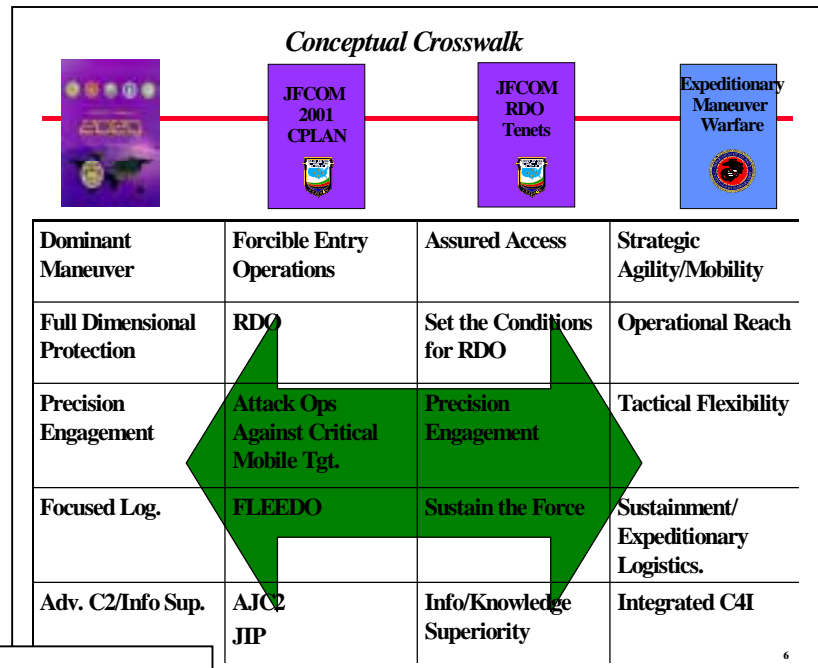 Conceptual Crosswalk
2020
JFCOM
2001
CPLAN
JFCOM
RDO
Tenets
Expeditionary
Maneuver
Warfare
Dominant
Maneuver
Forcible Entry
Operations
Assured Access
Strategic
Agility/Mobility
Full Dimensional
Protection
RDO
Set the Conditions
for RDO
Operational Reach
Precision
Engagement
Attack Ops
Against Critical
Mobile Tgt.
Precision
Engagement
Tactical Flexibility
Focused Log.
FLEEDO
Sustain the Force
Sustainment/
Expeditionary
Logistics.
Adv. C2/Info Sup.
AJC2
JIP
Info/Knowledge
Superiority
Integrated C4I
6